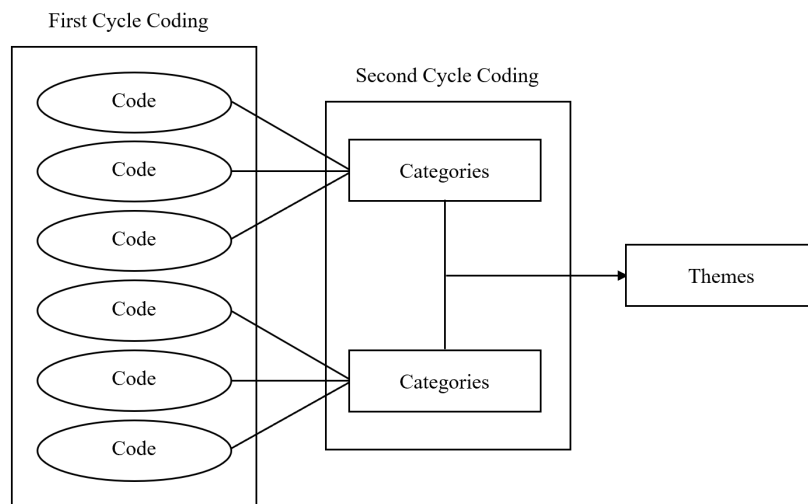 First Cycle Coding
Code
Code
Code
Code
Code
Code
Second Cycle Coding
Categories
Categories
Themes